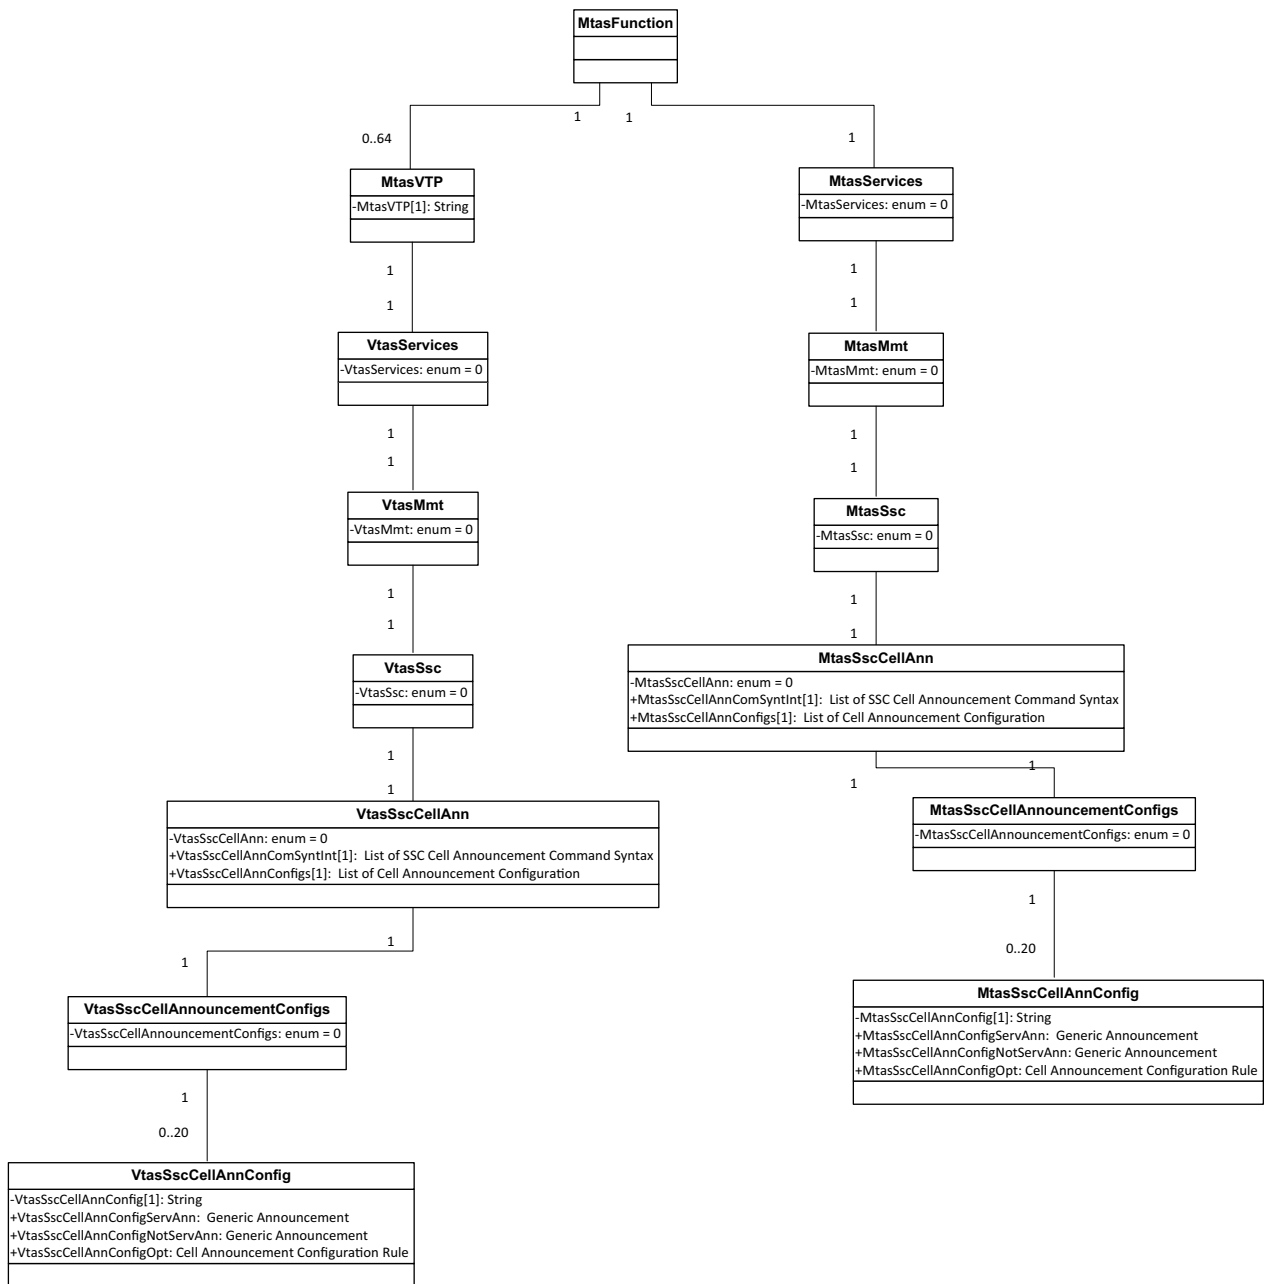 MtasFunction
1
1
0..64
1
MtasVTP
-MtasVTP[1]: String
MtasServices
-MtasServices: enum = 0
1
1
1
1
VtasServices
-VtasServices: enum = 0
MtasMmt
-MtasMmt: enum = 0
1
1
1
1
VtasMmt
-VtasMmt: enum = 0
MtasSsc
-MtasSsc: enum = 0
1
1
1
1
VtasSsc
-VtasSsc: enum = 0
MtasSscCellAnn
-MtasSscCellAnn: enum = 0
+MtasSscCellAnnComSyntInt[1]: List of SSC Cell Announcement Command Syntax
+MtasSscCellAnnConfigs[1]: List of Cell Announcement Configuration
1
1
1
1
VtasSscCellAnn
-VtasSscCellAnn: enum = 0
+VtasSscCellAnnComSyntInt[1]: List of SSC Cell Announcement Command Syntax
+VtasSscCellAnnConfigs[1]: List of Cell Announcement Configuration
MtasSscCellAnnouncementConfigs
-MtasSscCellAnnouncementConfigs: enum = 0
1
1
1
0..20
VtasSscCellAnnouncementConfigs
-VtasSscCellAnnouncementConfigs: enum = 0
MtasSscCellAnnConfig
-MtasSscCellAnnConfig[1]: String
+MtasSscCellAnnConfigServAnn: Generic Announcement
+MtasSscCellAnnConfigNotServAnn: Generic Announcement
+MtasSscCellAnnConfigOpt: Cell Announcement Configuration Rule
1
0..20
VtasSscCellAnnConfig
-VtasSscCellAnnConfig[1]: String
+VtasSscCellAnnConfigServAnn: Generic Announcement
+VtasSscCellAnnConfigNotServAnn: Generic Announcement
+VtasSscCellAnnConfigOpt: Cell Announcement Configuration Rule